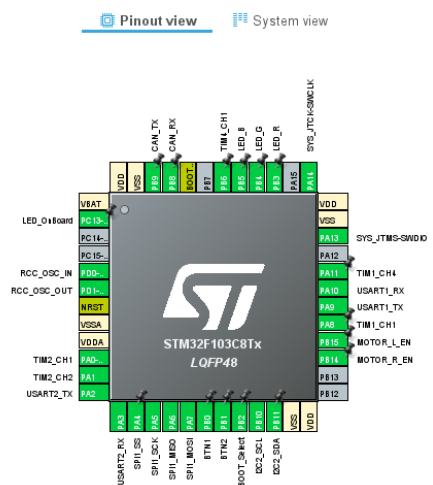 Pinout view
System view
CAN_TX
CAN_RX
TIM4_CH1
LED_B
LED_G
LED_R
SYS_JTCK-SWCLK
VDD
VSS
PB9
PB8
BOOT..
PB7
PB6
PB5
PB4
PB3
PA15
PA14
VBAT
LED_OnBoard PC13-..
PC14-..
PC15-..
RCC_OSC_IN PD0-..
RCC_OSC_OUT PD1-..
NRST
VSSA
VDDA
TIM2_CH1 PA0-..
TIM2_CH2 PA1
USART2_TX PA2
STM32F103C8Tx
LQFP48
VDD
VSS
PA13 SYS_JTMS-SWDIO
PA12
PA11 TIM1_CH4
PA10 USART1_RX
PA9 USART1_TX
PA8 TIM1_CH1
PB15 MOTOR_L_EN
PB14 MOTOR_R_EN
PB13
PB12
PA3
PA4
PA5
PA6
PA7
PB0
PB1
PB2
PB10
PB11
VSS
VDD
USART2_RX
SPI1_SS
SPI1_SCK
SPI1_MISO
SPI1_MOSI
BTN1
BTN2
BOOT_Select
I2C2_SCL
I2C2_SDA